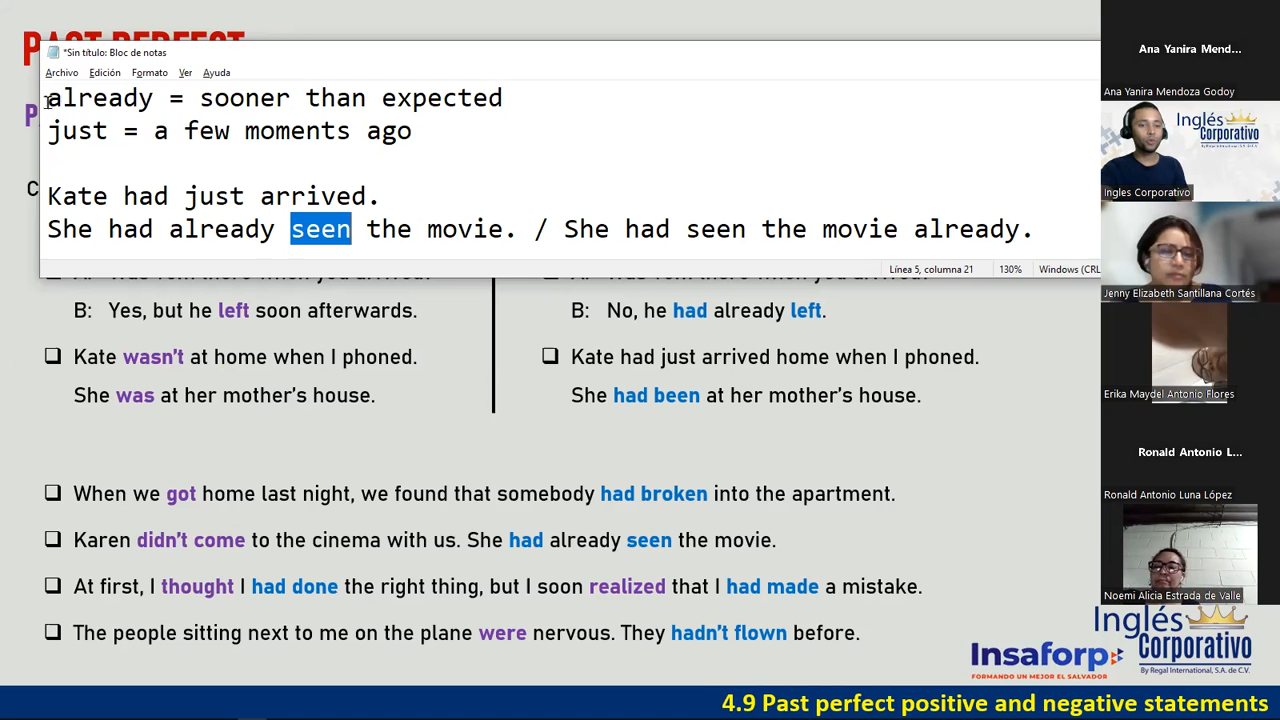 *Sin título: Bloc de notas
Archivo Edición Formato Ver Ayuda
already = sooner than expected
just = a few moments ago
Kate had just arrived.
She had already seen the movie. / She had seen the movie already.
Línea 5, columna 21 130% Windows (CRL
B: Yes, but he left soon afterwards.
Kate wasn't at home when I phoned.
She was at her mother's house.
B: No, he had already left.
Kate had just arrived home when I phoned.
She had been at her mother's house.
When we got home last night, we found that somebody had broken into the apartment.
Karen didn't come to the cinema with us. She had already seen the movie.
At first, I thought I had done the right thing, but I soon realized that I had made a mistake.
The people sitting next to me on the plane were nervous. They hadn't flown before.
Insaforp
FORMANDO UN MEJOR EL SALVADOR
Inglés
Corporativo
By Regal International, S.A. de C.V.
4.9 Past perfect positive and negative statements
Ana Yanira Mend...
Ana Yanira Mendoza Godoy
Inglés
Corporativo
By Regal International, S.A. de C.V.
Ingles Corporativo
Jenny Elizabeth Santillana Cortés
Erika Maydel Antonio Flores
Ronald Antonio L...
Ronald Antonio Luna López
Noemi Alicia Estrada de Valle